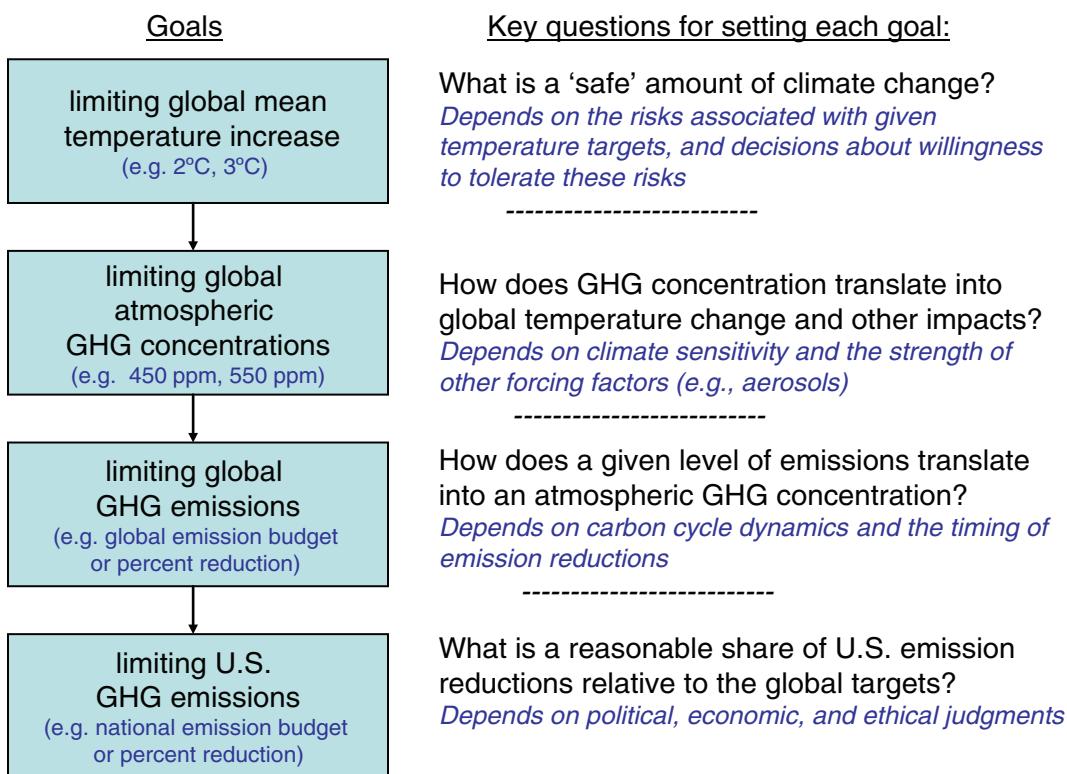 Goals
Key questions for setting each goal:
limiting global mean
temperature increase
(e.g. 2ºC, 3ºC)
What is a ‘safe’ amount of climate change?
Depends on the risks associated with given
temperature targets, and decisions about willingness
to tolerate these risks
--------------------------
limiting global
atmospheric
GHG concentrations
(e.g. 450 ppm, 550 ppm)
How does GHG concentration translate into
global temperature change and other impacts?
Depends on climate sensitivity and the strength of
other forcing factors (e.g., aerosols)
--------------------------
limiting global
GHG emissions
(e.g. global emission budget
or percent reduction)
How does a given level of emissions translate
into an atmospheric GHG concentration?
Depends on carbon cycle dynamics and the timing of
emission reductions
--------------------------
limiting U.S.
GHG emissions
(e.g. national emission budget
or percent reduction)
What is a reasonable share of U.S. emission
reductions relative to the global targets?
Depends on political, economic, and ethical judgments